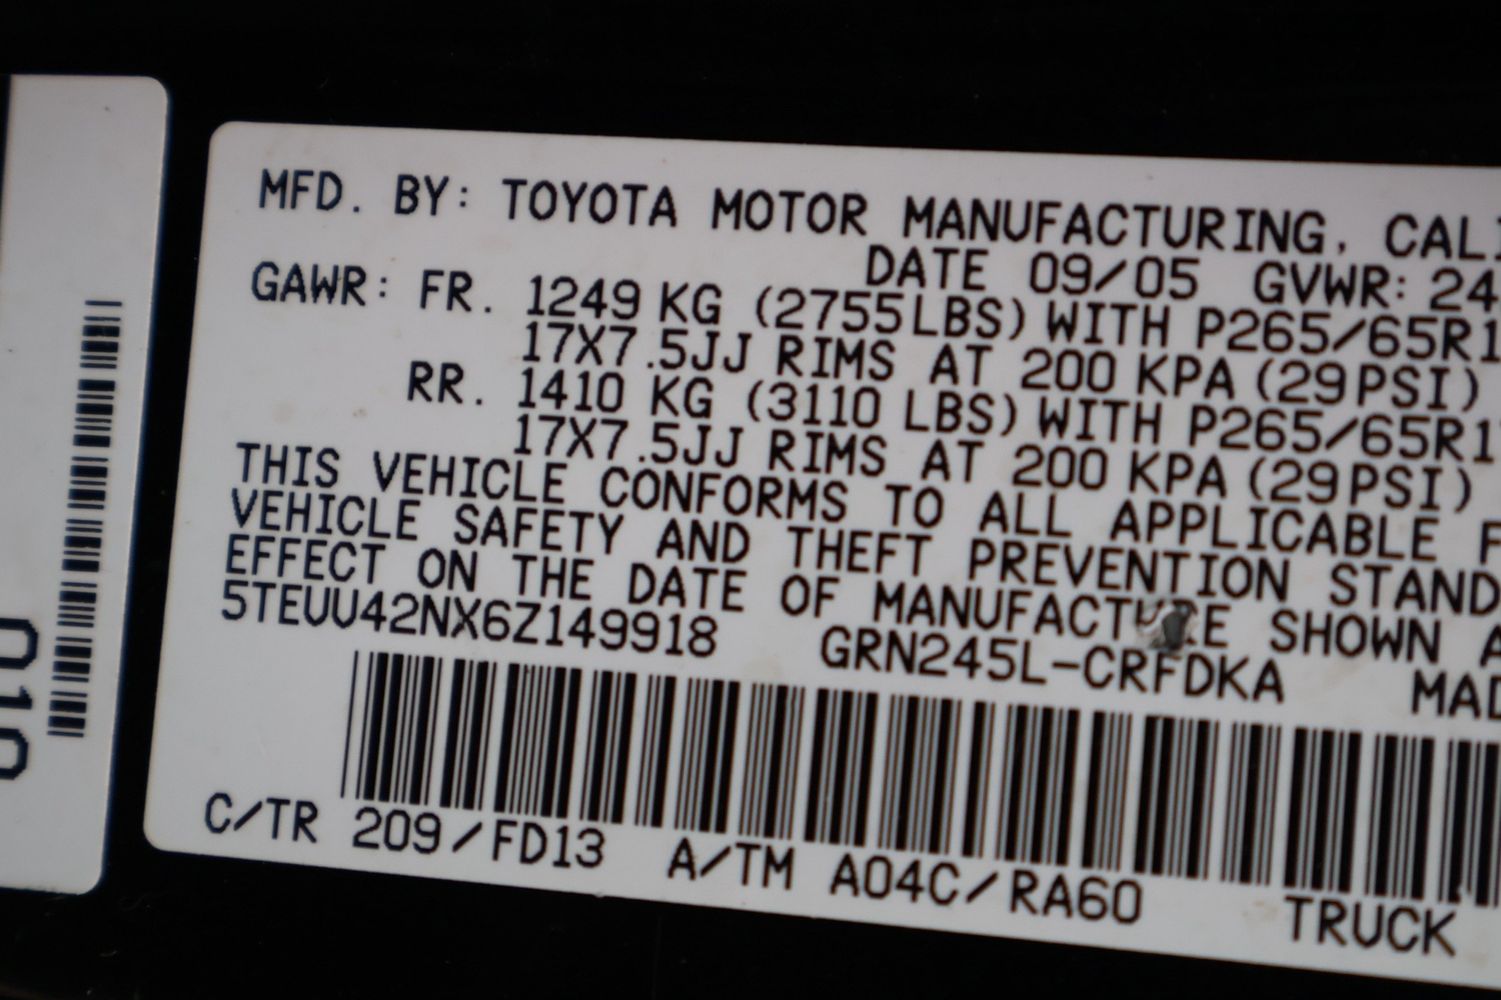 MFD. BY: TOYOTA MOTOR MANUFACTURING, CALI
DATE 09/05 GVWR: 24
GAWR: FR. 1249 KG (2755LBS) WITH P265/65R1
17X7.5JJ RIMS AT 200 KPA (29PSI)
RR. 1410 KG (3110 LBS) WITH P265/65R1
17X7.5JJ RIMS AT 200 KPA (29PSI)
THIS VEHICLE CONFORMS TO ALL APPLICABLE F
VEHICLE SAFETY AND THEFT PREVENTION STAND
EFFECT ON THE DATE OF MANUFACTURE SHOWN A
5TEUU42NX6Z149918 GRN245L-CRFDKA MAD
C/TR 209/FD13 A/TM A04C/RA60 TRUCK